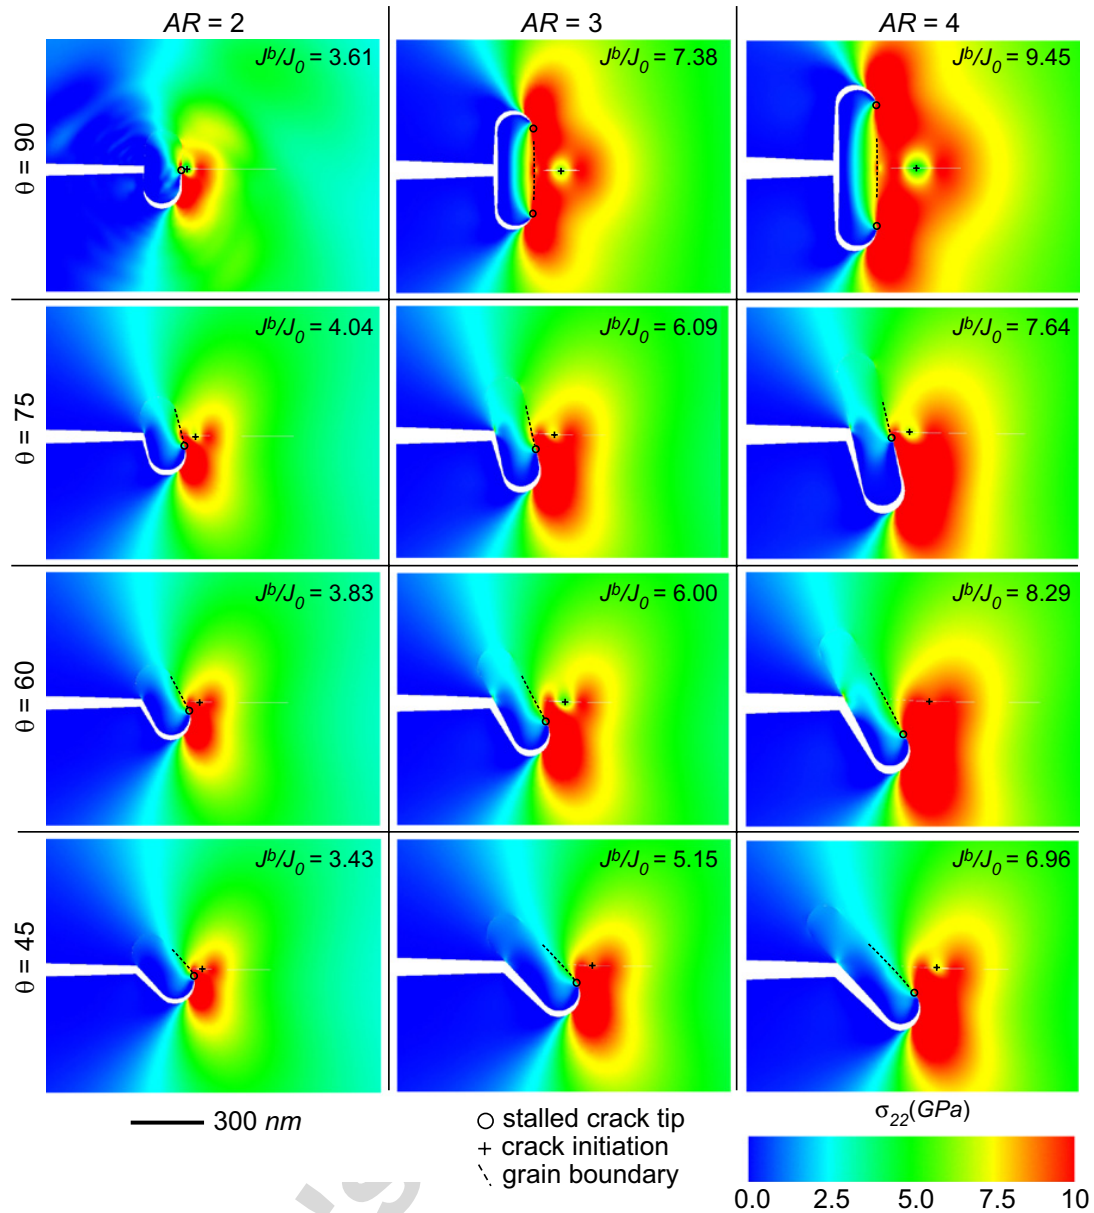 AR = 2 AR = 3 AR = 4
θ = 90
J^b/J_0 = 3.61 J^b/J_0 = 7.38 J^b/J_0 = 9.45
θ = 75
J^b/J_0 = 4.04 J^b/J_0 = 6.09 J^b/J_0 = 7.64
θ = 60
J^b/J_0 = 3.83 J^b/J_0 = 6.00 J^b/J_0 = 8.29
θ = 45
J^b/J_0 = 3.43 J^b/J_0 = 5.15 J^b/J_0 = 6.96
300 nm
stalled crack tip
crack initiation
grain boundary
σ_22(GPa)
0.0 2.5 5.0 7.5 10